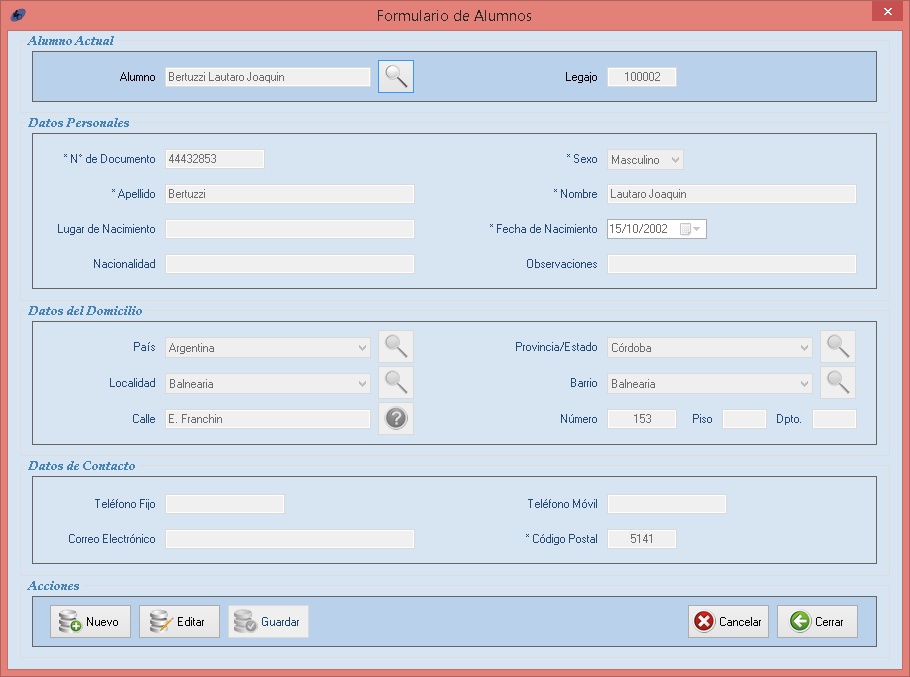 Formulario de Alumnos
Alumno Actual
Alumno Bertuzzi Lautaro Joaquin Legajo 100002
Datos Personales
* N° de Documento 44432853 * Sexo Masculino
* Apellido Bertuzzi * Nombre Lautaro Joaquin
Lugar de Nacimiento * Fecha de Nacimiento 15/10/2002
Nacionalidad Observaciones
Datos del Domicilio
País Argentina Provincia/Estado Córdoba
Localidad Balnearia Barrio Balnearia
Calle E. Franchin ? Número 153 Piso Dpto.
Datos de Contacto
Teléfono Fijo Teléfono Móvil
Correo Electrónico * Código Postal 5141
Acciones
Nuevo Editar Guardar Cancelar Cerrar